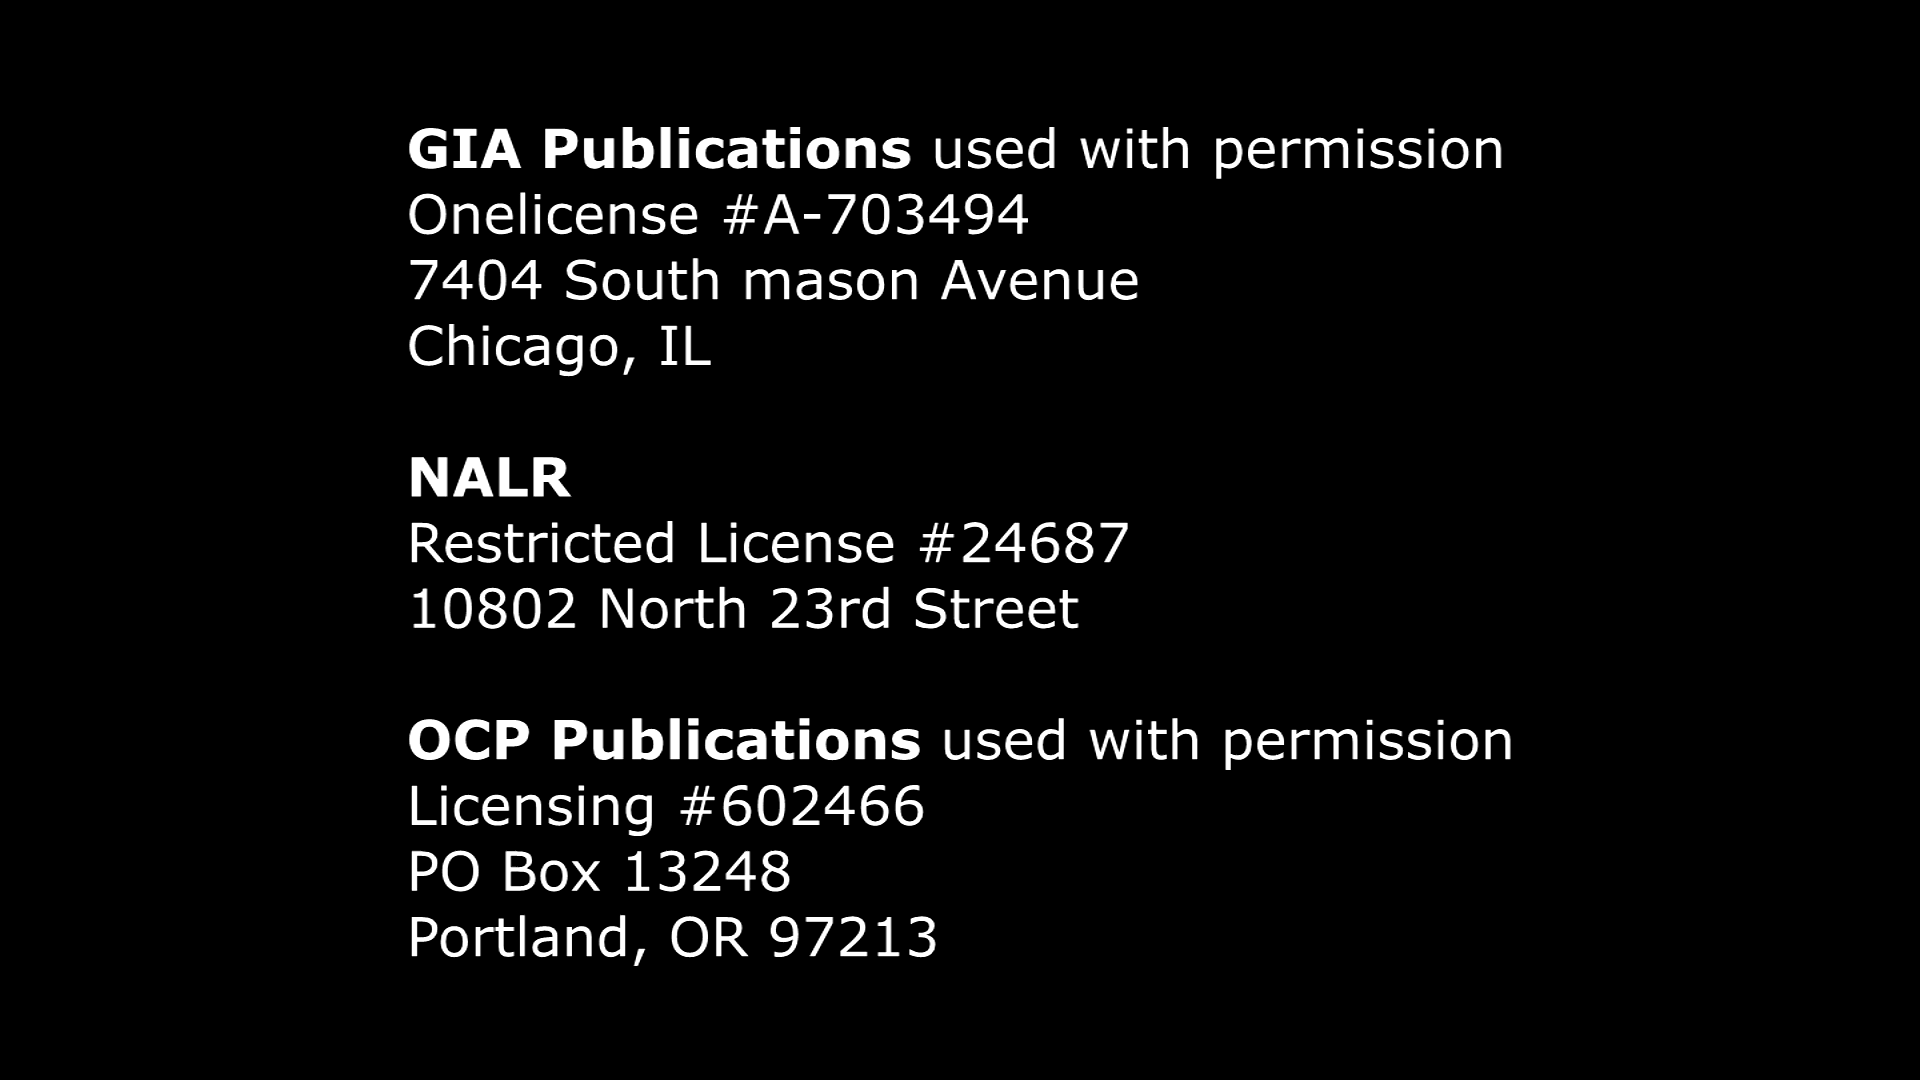 GIA Publications used with permission
Onelicense #A-703494
7404 South mason Avenue
Chicago, IL
NALR
Restricted License #24687
10802 North 23rd Street
OCP Publications used with permission
Licensing #602466
PO Box 13248
Portland, OR 97213